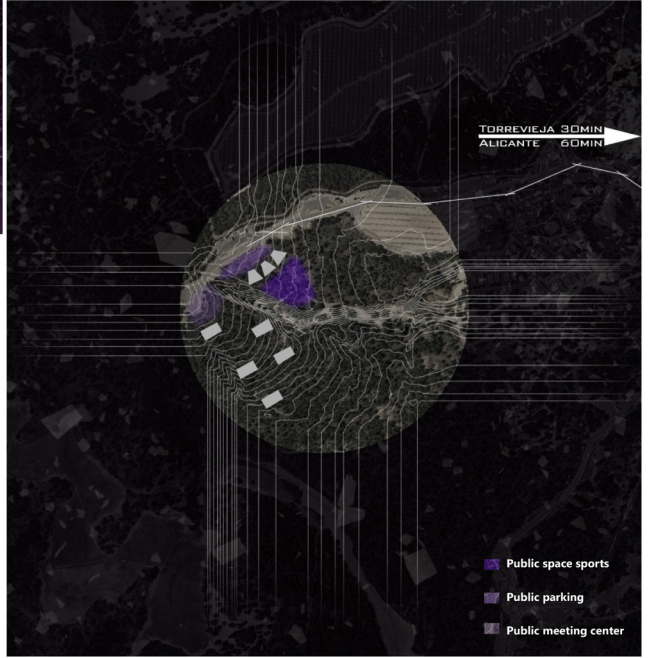 TORREVIEJA 30MIN
ALICANTE 60MIN
Public space sports
Public parking
Public meeting center